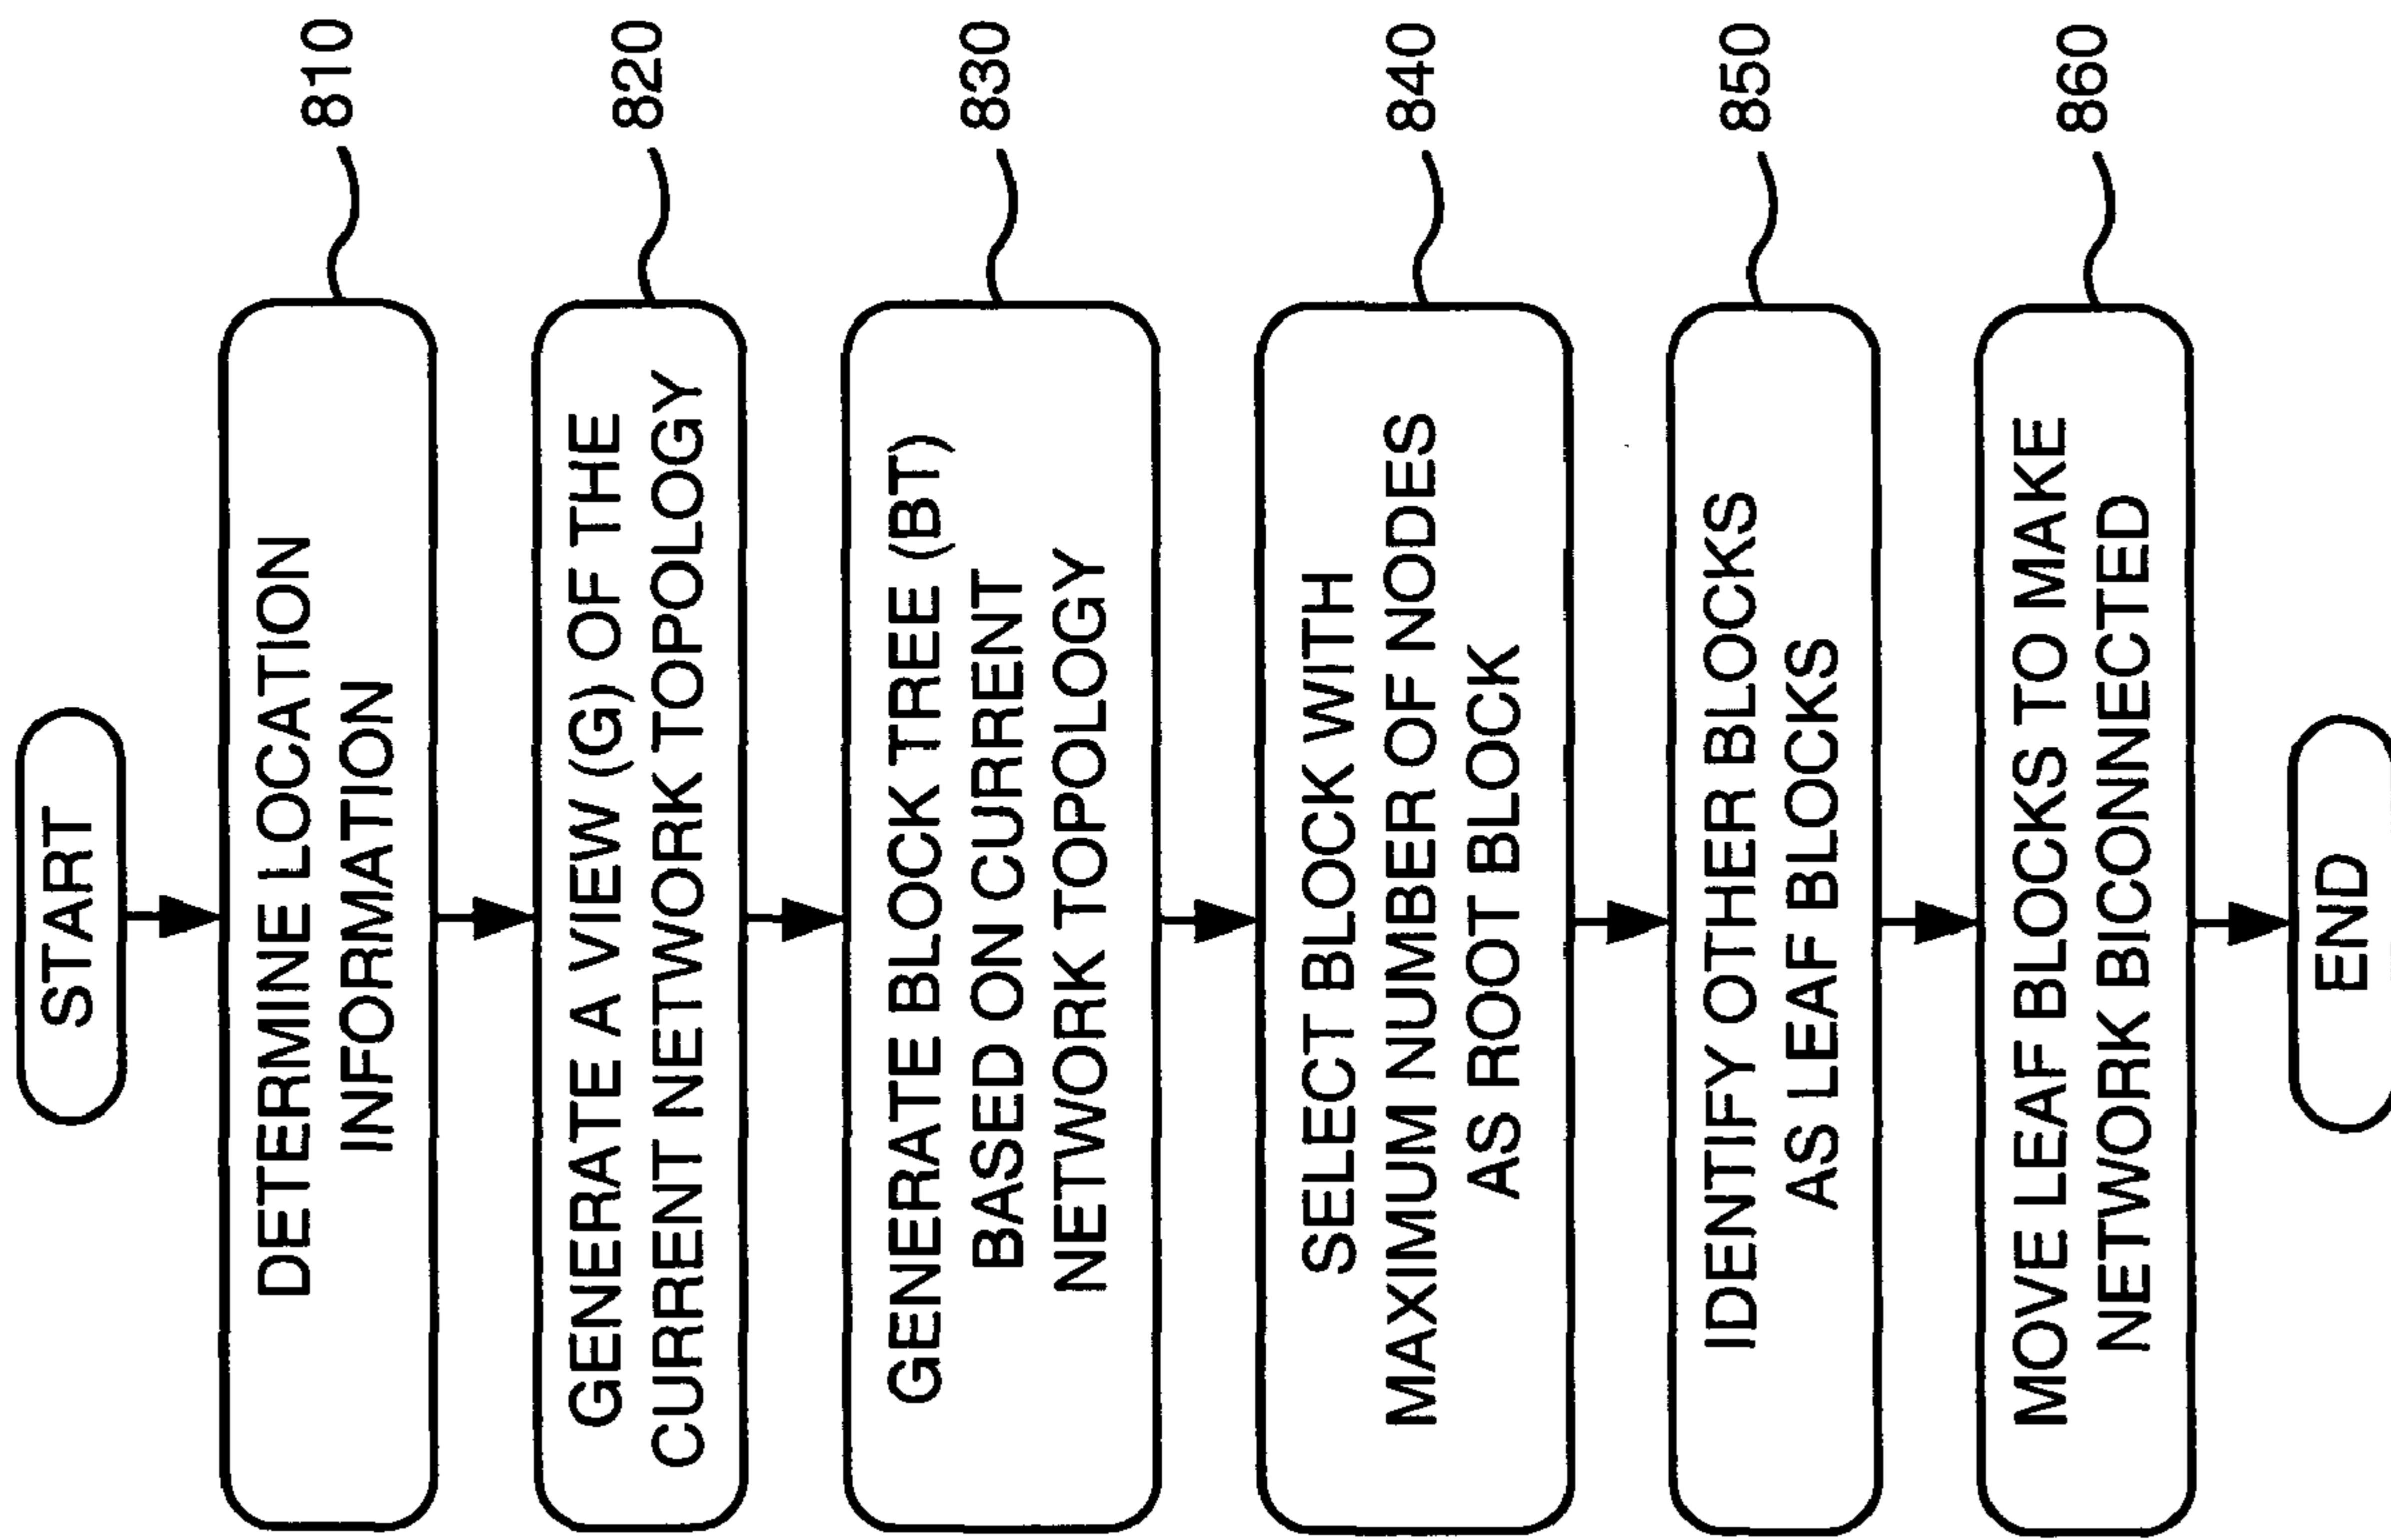 START
DETERMINE LOCATION
INFORMATION
810
GENERATE A VIEW (G) OF THE
CURRENT NETWORK TOPOLOGY
820
GENERATE BLOCK TREE (BT)
BASED ON CURRENT
NETWORK TOPOLOGY
830
SELECT BLOCK WITH
MAXIMUM NUMBER OF NODES
AS ROOT BLOCK
840
IDENTIFY OTHER BLOCKS
AS LEAF BLOCKS
850
MOVE LEAF BLOCKS TO MAKE
NETWORK BICONNECTED
860
END